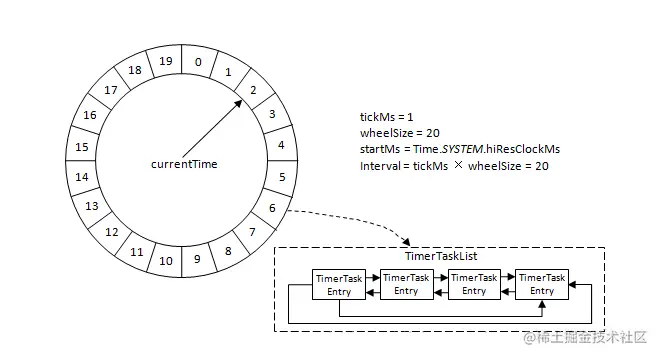 19
0
1
2
3
4
5
6
7
8
9
10
11
12
13
14
15
16
17
18
currentTime
tickMs = 1
wheelSize = 20
startMs = Time.SYSTEM.hiResClockMs
Interval = tickMs × wheelSize = 20
TimerTaskList
TimerTask
Entry
TimerTask
Entry
TimerTask
Entry
TimerTask
Entry
@稀土掘金技术社区